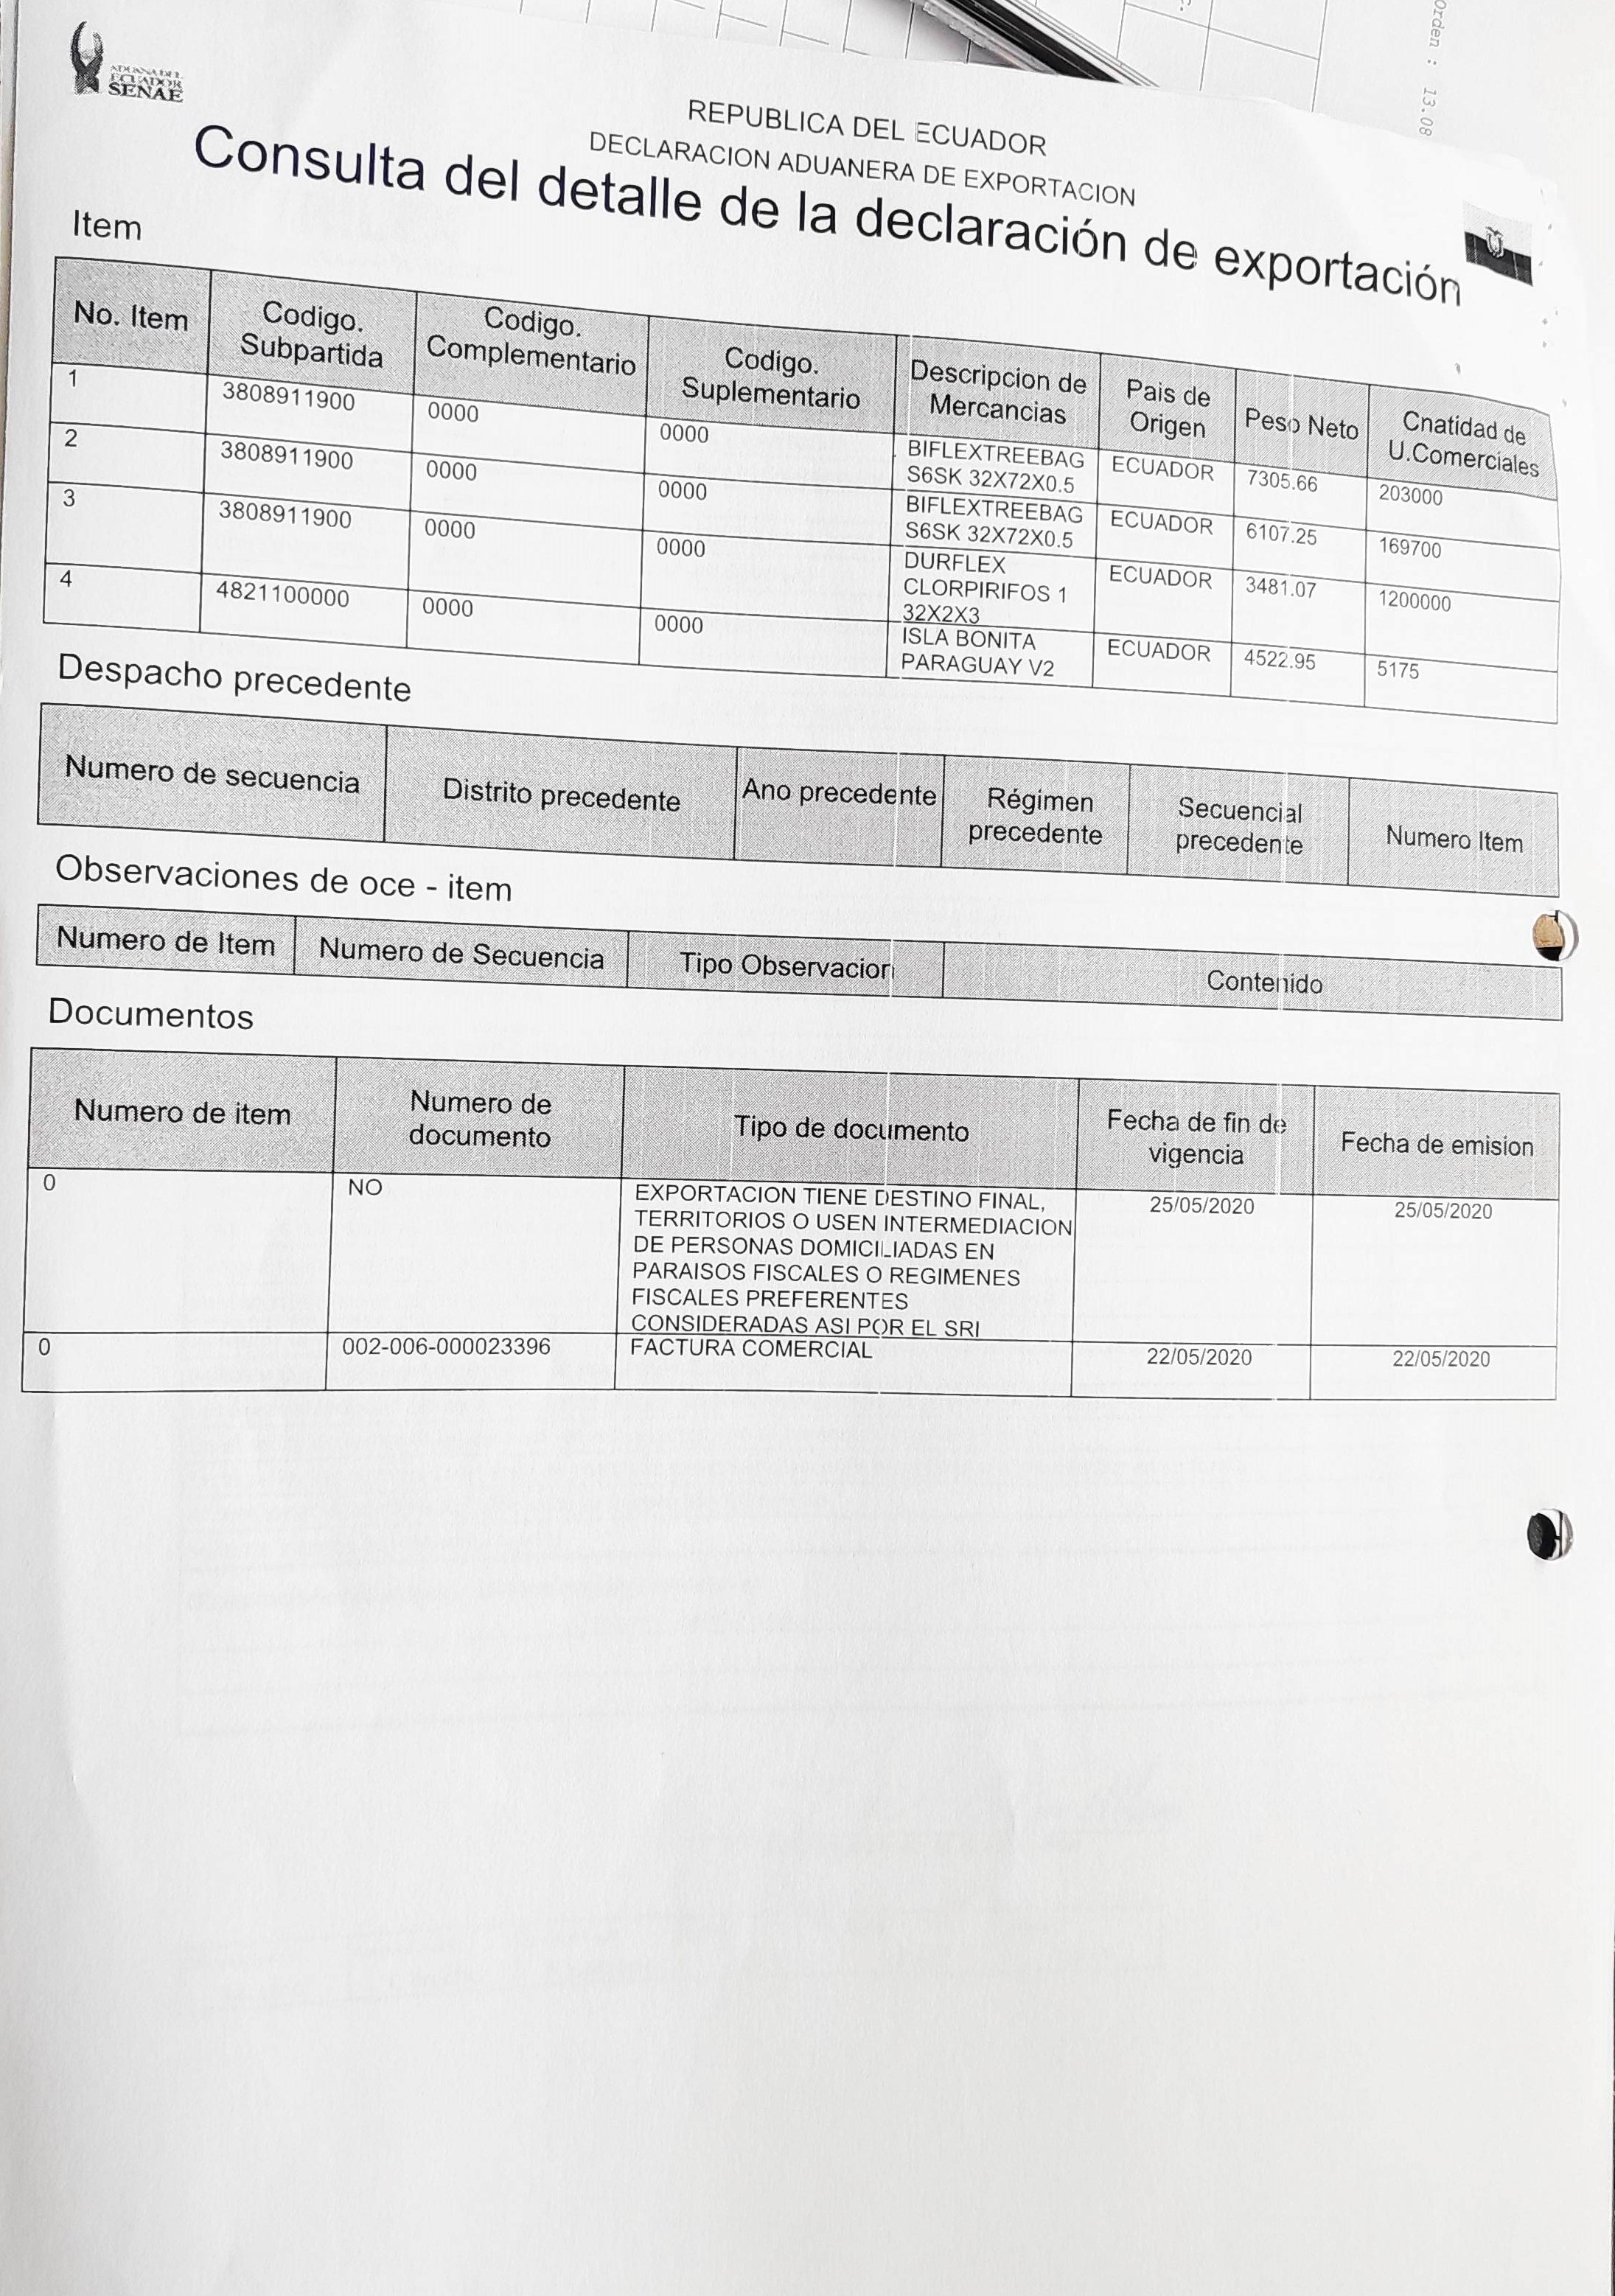 Orden : 13.08
ADUANA DEL
ECUADOR
SENAE
REPUBLICA DEL ECUADOR
DECLARACION ADUANERA DE EXPORTACION
Consulta del detalle de la declaración de exportación
Item
No. Item Codigo. Subpartida Codigo. Complementario Codigo. Suplementario Descripcion de Mercancias Pais de Origen Peso Neto Cnatidad de U.Comerciales
1 3808911900 0000 0000 BIFLEXTREEBAG S6SK 32X72X0.5 ECUADOR 7305.66 203000
2 3808911900 0000 0000 BIFLEXTREEBAG S6SK 32X72X0.5 ECUADOR 6107.25 169700
3 3808911900 0000 0000 DURFLEX CLORPIRIFOS 1 32X2X3 ECUADOR 3481.07 1200000
4 4821100000 0000 0000 ISLA BONITA PARAGUAY V2 ECUADOR 4522.95 5175
Despacho precedente
Numero de secuencia Distrito precedente Ano precedente Régimen precedente Secuencial precedente Numero Item
Observaciones de oce - item
Numero de Item Numero de Secuencia Tipo Observacion Contenido
Documentos
Numero de item Numero de documento Tipo de documento Fecha de fin de vigencia Fecha de emision
0 NO EXPORTACION TIENE DESTINO FINAL, 25/05/2020 25/05/2020
TERRITORIOS O USEN INTERMEDIACION
DE PERSONAS DOMICILIADAS EN
PARAISOS FISCALES O REGIMENES
FISCALES PREFERENTES
CONSIDERADAS ASI POR EL SRI
0 002-006-000023396 FACTURA COMERCIAL 22/05/2020 22/05/2020